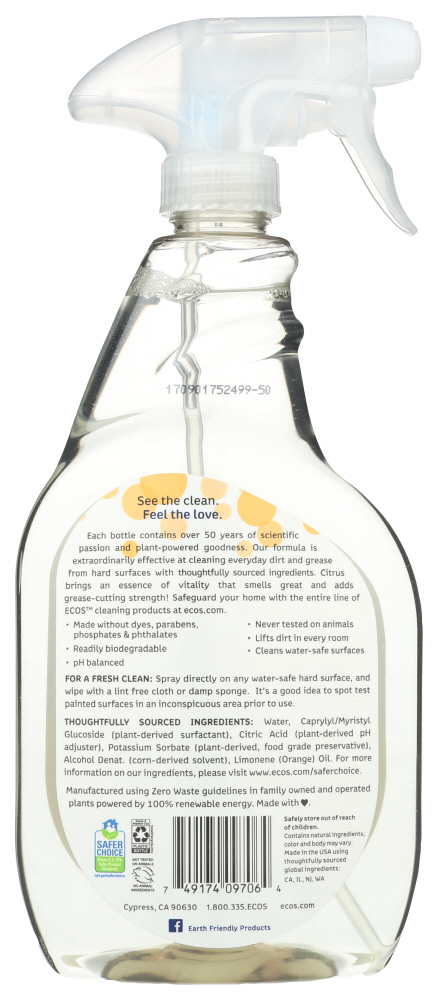 170901752499-50
See the clean.
Feel the love.
Each bottle contains over 50 years of scientific
passion and plant-powered goodness. Our formula is
extraordinarily effective at cleaning everyday dirt and grease
from hard surfaces with thoughtfully sourced ingredients. Citrus
brings an essence of vitality that smells great and adds
grease-cutting strength! Safeguard your home with the entire line of
ECOS™ cleaning products at ecos.com.
• Made without dyes, parabens,
phosphates & phthalates
• Readily biodegradable
• pH balanced
• Never tested on animals
• Lifts dirt in every room
• Cleans water-safe surfaces
FOR A FRESH CLEAN: Spray directly on any water-safe hard surface, and
wipe with a lint free cloth or damp sponge. It's a good idea to spot test
painted surfaces in an inconspicuous area prior to use.
THOUGHTFULLY SOURCED INGREDIENTS: Water, Caprylyl/Myristyl
Glucoside (plant-derived surfactant), Citric Acid (plant-derived pH
adjuster), Potassium Sorbate (plant-derived, food grade preservative),
Alcohol Denat. (corn-derived solvent), Limonene (Orange) Oil. For more
information on our ingredients, please visit www.ecos.com/saferchoice.
Manufactured using Zero Waste guidelines in family owned and operated
plants powered by 100% renewable energy. Made with ♥.
SAFER
CHOICE
PLASTIC
BOTTLE
NOT TESTED
ON ANIMALS
NO ANIMAL
INGREDIENTS
7 49174 09706 4
Safely store out of reach
of children.
Contains natural ingredients;
color and body may vary.
Made in the USA using
thoughtfully sourced
global ingredients:
CA, IL, NJ, WA
Cypress, CA 90630 1.800.335.ECOS ecos.com
f Earth Friendly Products